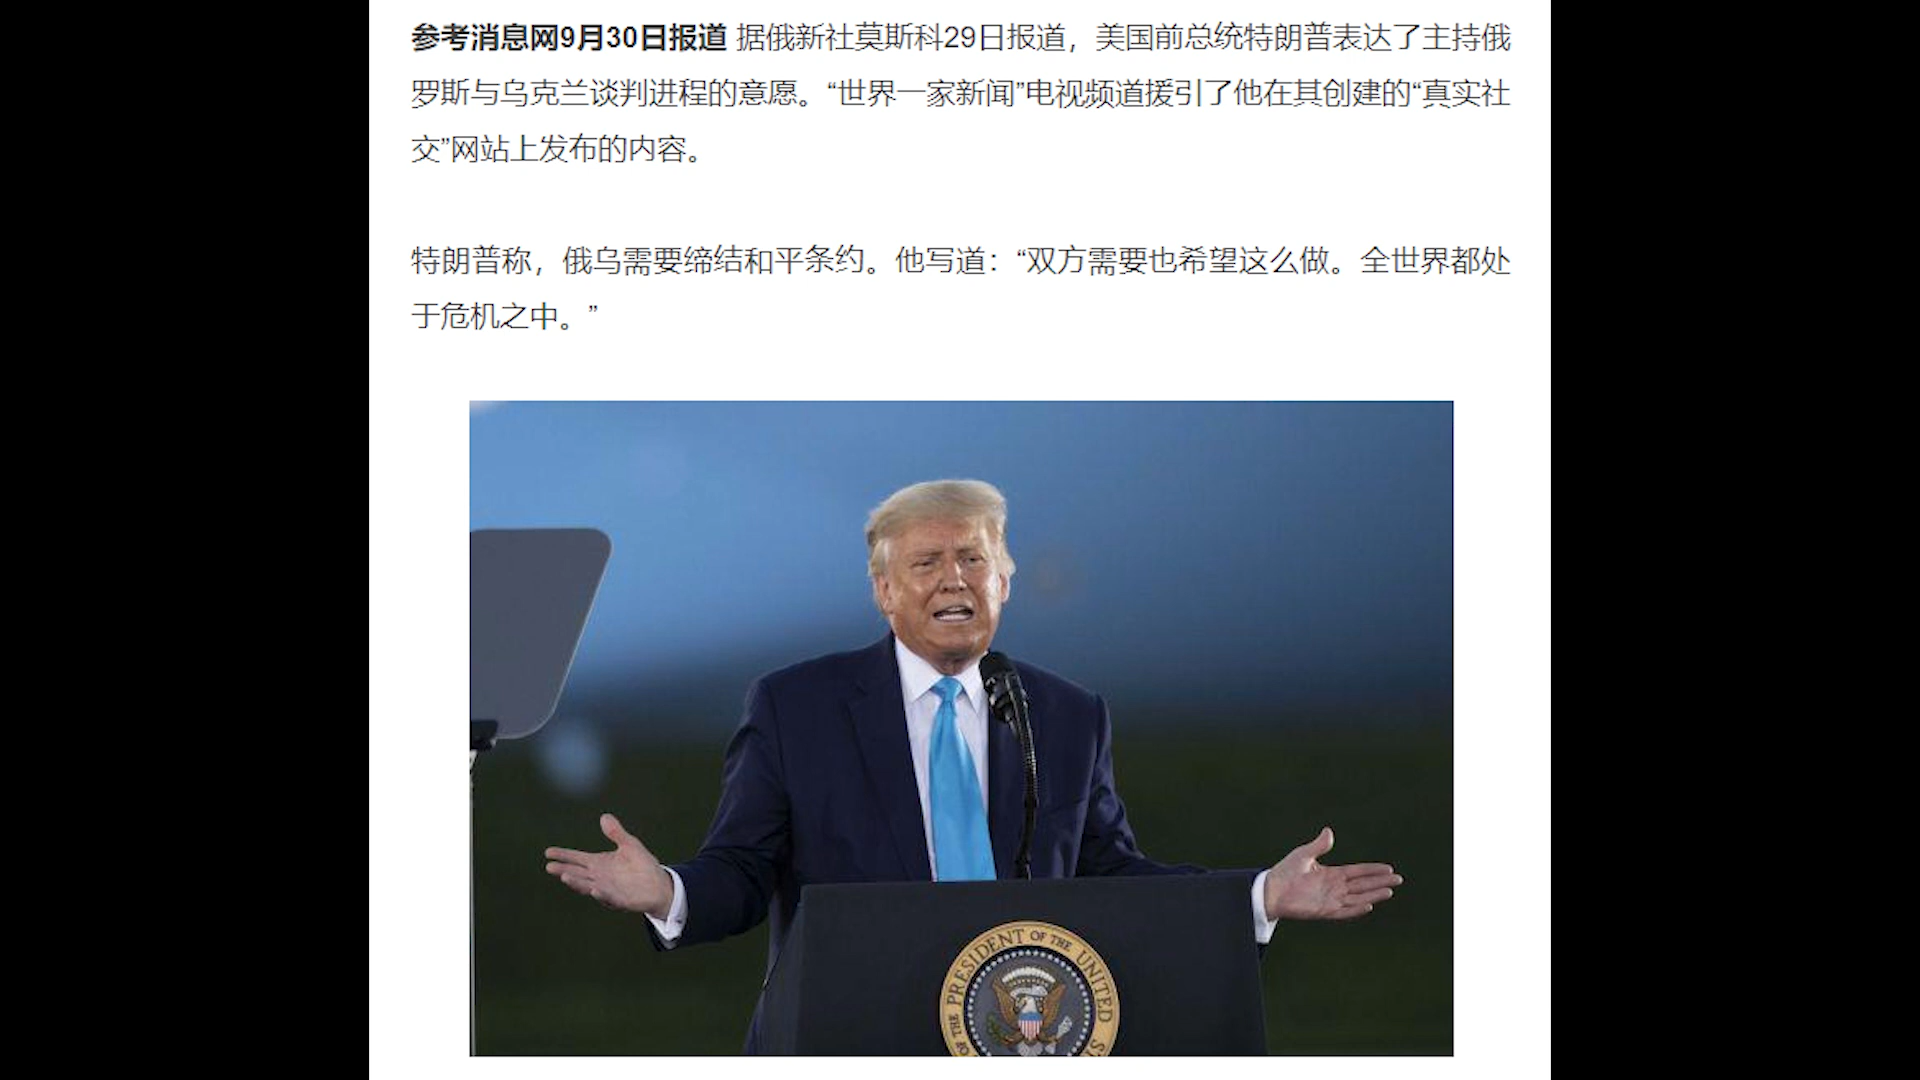 参考消息网9月30日报道 据俄新社莫斯科29日报道，美国前总统特朗普表达了主持俄
罗斯与乌克兰谈判进程的意愿。“世界一家新闻”电视频道援引了他在其创建的“真实社
交”网站上发布的内容。
特朗普称，俄乌需要缔结和平条约。他写道：“双方需要也希望这么做。全世界都处
于危机之中。”
OF THE PRESIDENT OF THE UNITED S